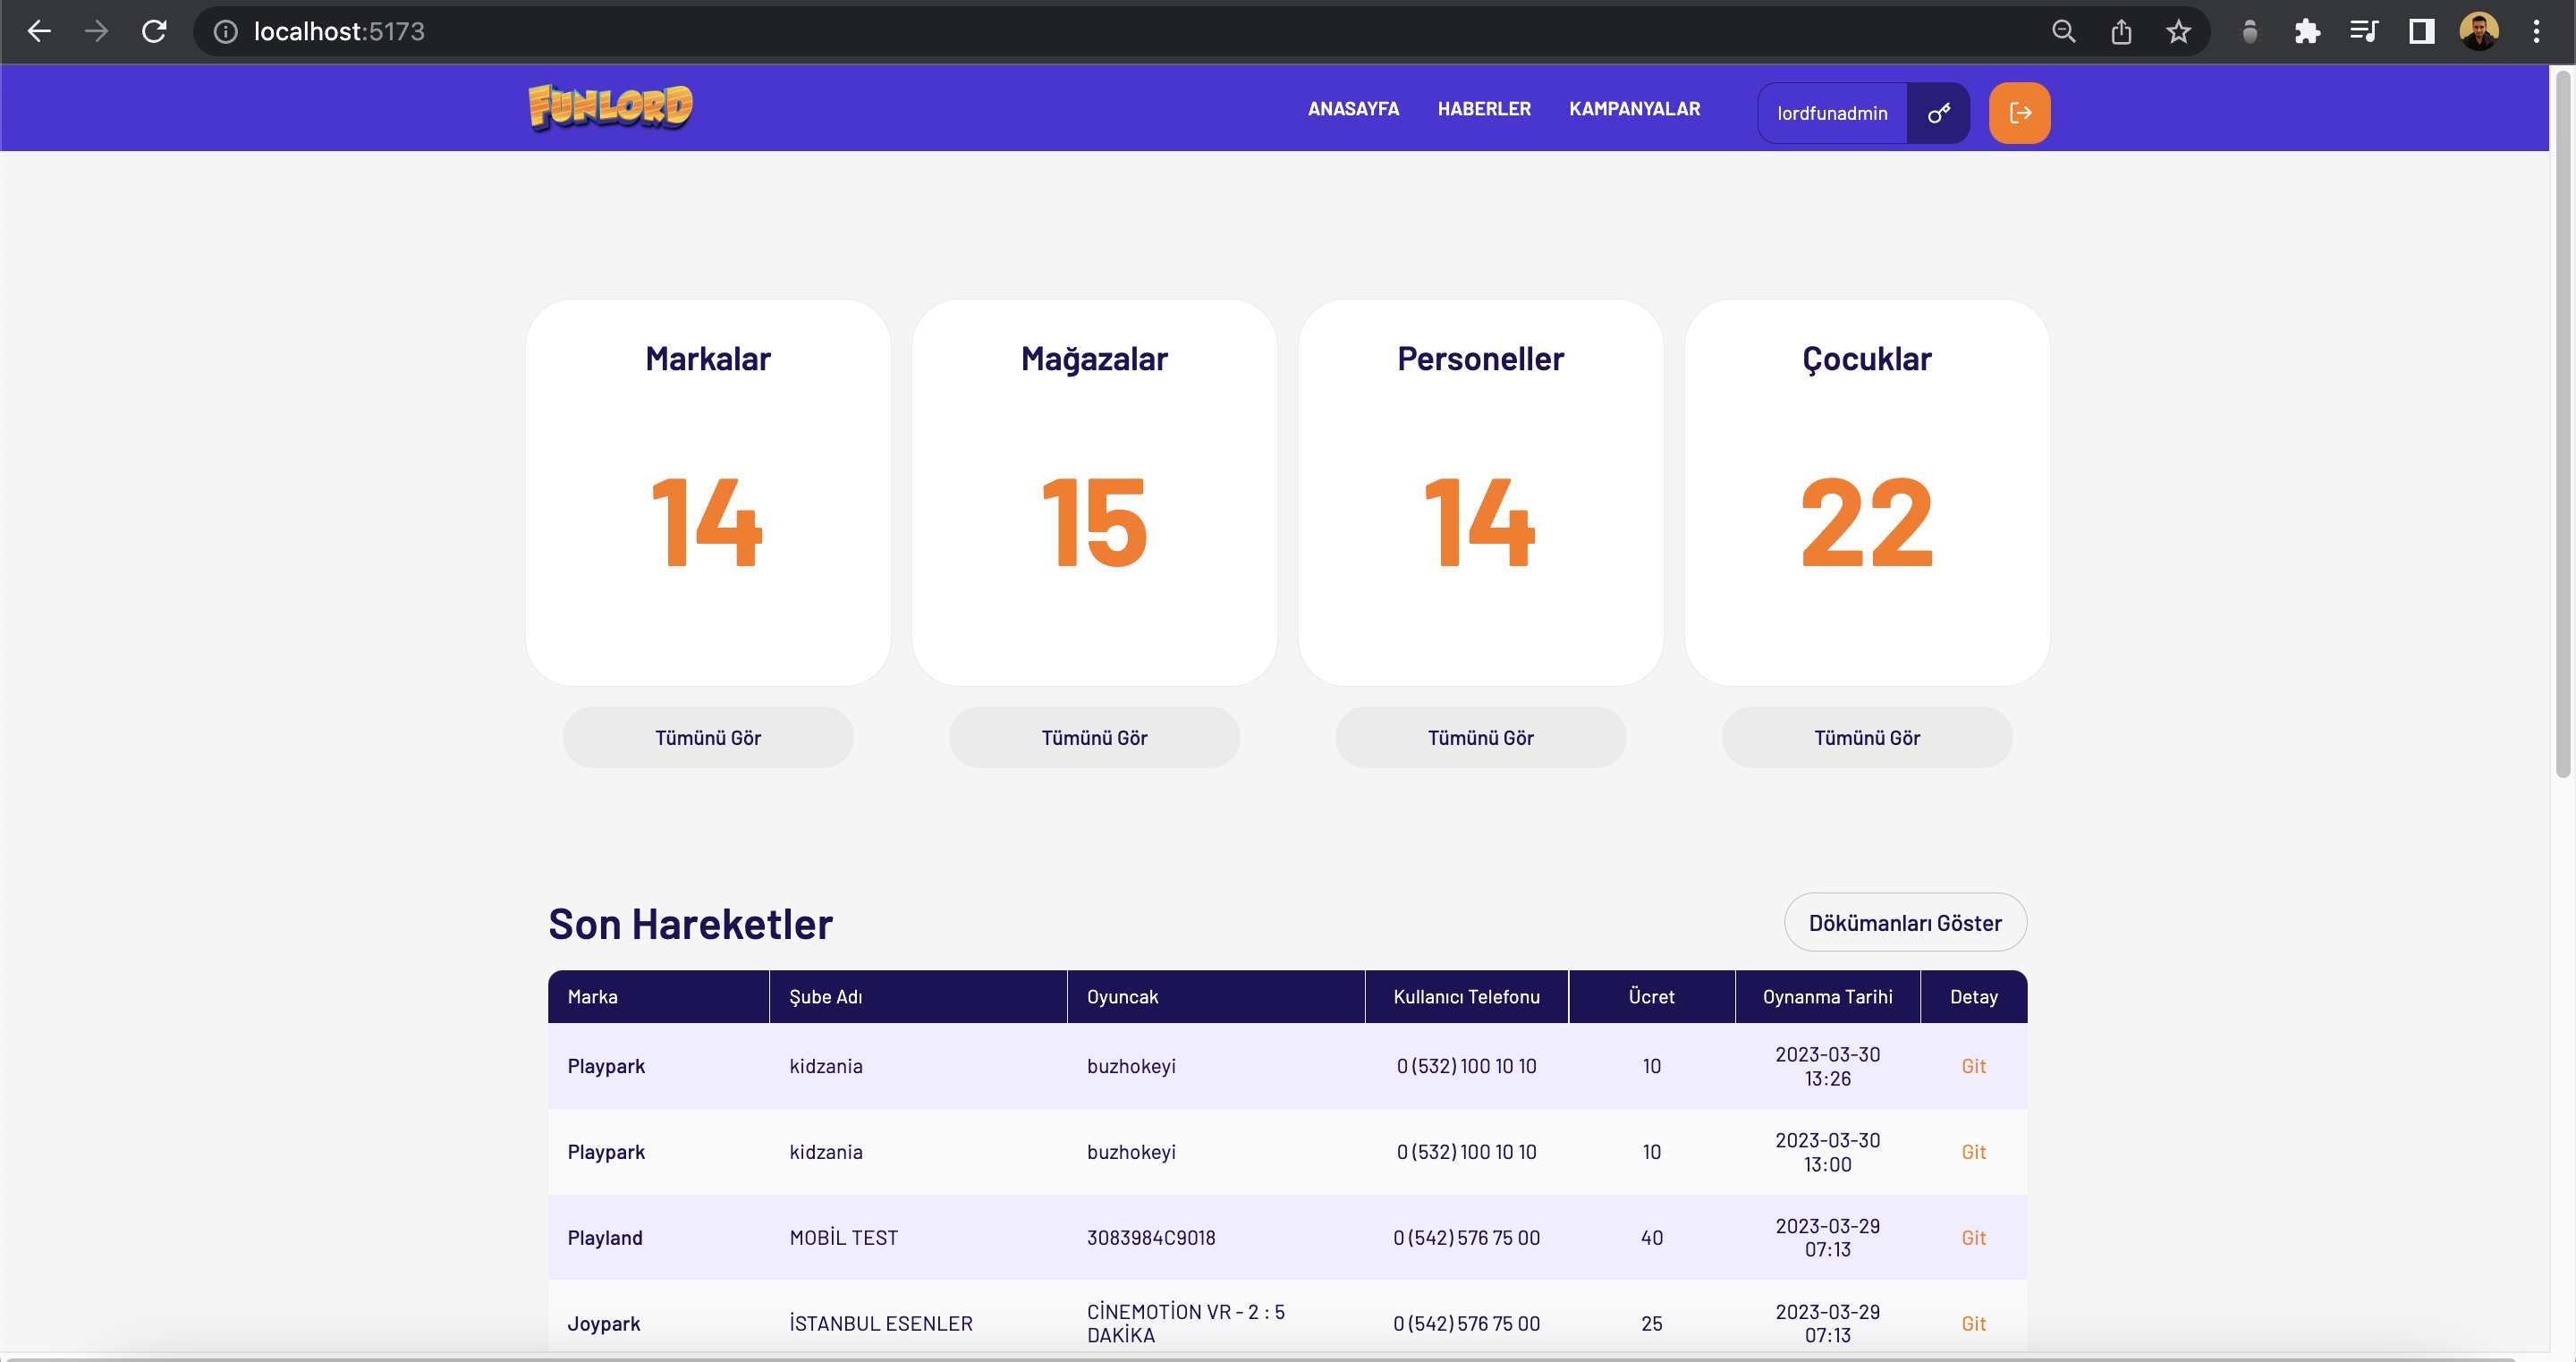 localhost:5173
FUNLORD
ANASAYFA HABERLER KAMPANYALAR lordfunadmin
Markalar Mağazalar Personeller Çocuklar
14 15 14 22
Tümünü Gör Tümünü Gör Tümünü Gör Tümünü Gör
Son Hareketler Dökümanları Göster
Marka Şube Adı Oyuncak Kullanıcı Telefonu Ücret Oynanma Tarihi Detay
Playpark kidzania buzhokeyi 0 (532) 100 10 10 10 2023-03-30 13:26 Git
Playpark kidzania buzhokeyi 0 (532) 100 10 10 10 2023-03-30 13:00 Git
Playland MOBİL TEST 3083984C9018 0 (542) 576 75 00 40 2023-03-29 07:13 Git
Joypark İSTANBUL ESENLER CİNEMOTİON VR - 2 : 5 DAKİKA 0 (542) 576 75 00 25 2023-03-29 07:13 Git